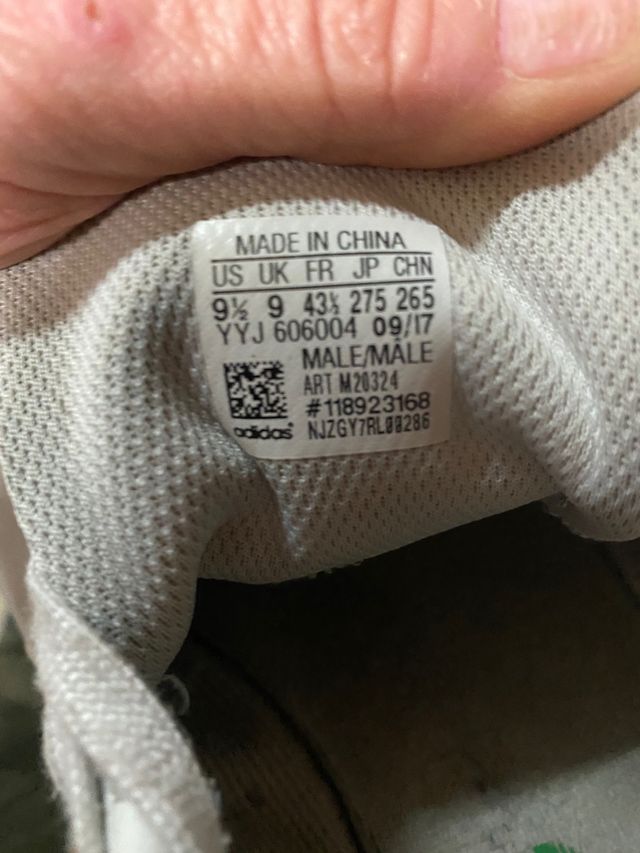 MADE IN CHINA
US UK FR JP CHN
9½ 9 43⅓ 275 265
YYJ 606004 09/17
MALE/MÂLE
ART M20324
#118923168
adidas® NJZGY7RL00286